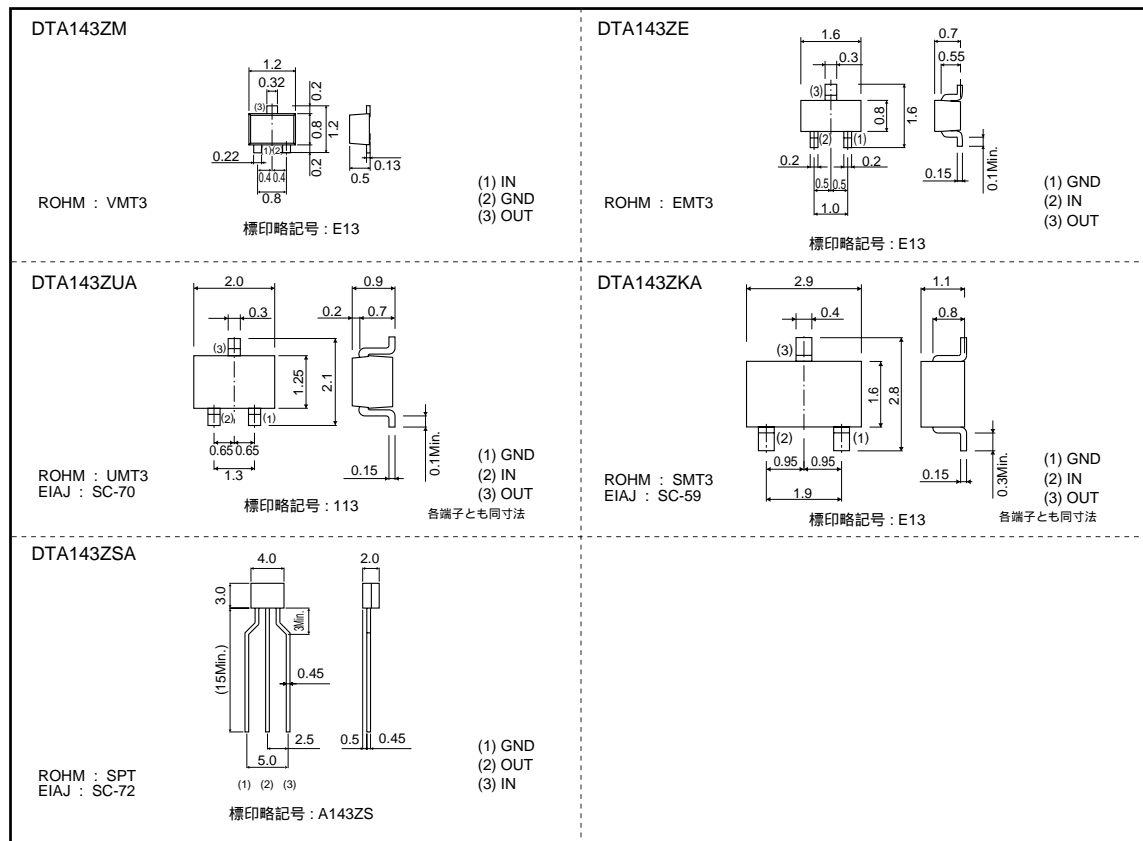 DTA143ZM
1.2
0.32
0.2
(3)
0.8
1.2
(1) (2)
0.22
0.2
0.13
0.4 0.4
0.5
0.8
(1) IN
(2) GND
(3) OUT
ROHM : VMT3
標印略記号 : E13
DTA143ZE
1.6
0.7
0.3
0.55
(3)
0.8
1.6
(2)
(1)
0.2
0.2
0.15
0.1Min.
0.5 0.5
1.0
(1) GND
(2) IN
(3) OUT
ROHM : EMT3
標印略記号 : E13
DTA143ZUA
2.0
0.9
0.3
0.2
0.7
(3)
1.25
2.1
(2)
(1)
0.65 0.65
0.1Min.
1.3
0.15
(1) GND
(2) IN
(3) OUT
ROHM : UMT3
EIAJ : SC-70
標印略記号 : 113
各端子とも同寸法
DTA143ZKA
2.9
1.1
0.4
0.8
(3)
1.6
2.8
(2)
(1)
0.95 0.95
0.15
0.3Min.
1.9
(1) GND
(2) IN
(3) OUT
ROHM : SMT3
EIAJ : SC-59
標印略記号 : E13
各端子とも同寸法
DTA143ZSA
4.0
2.0
3.0
3Min.
(15Min.)
0.45
2.5
0.5
0.45
5.0
(1) (2) (3)
(1) GND
(2) OUT
(3) IN
ROHM : SPT
EIAJ : SC-72
標印略記号 : A143ZS